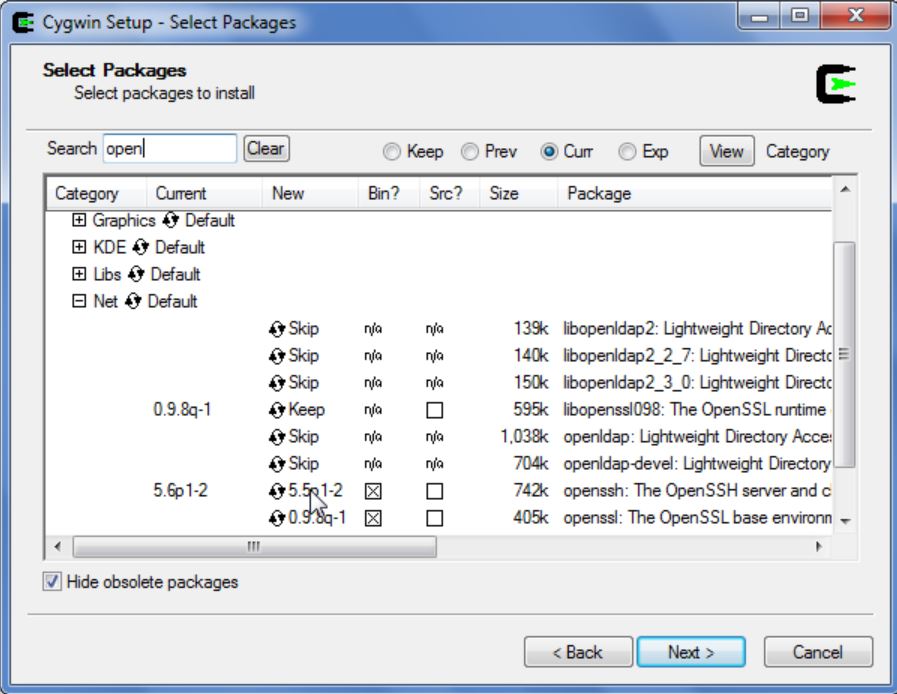 Cygwin Setup - Select Packages
Select Packages
Select packages to install
Search open Clear Keep Prev Curr Exp View Category
Category Current New Bin? Src? Size Package
Graphics Default
KDE Default
Libs Default
Net Default
Skip n/a n/a 139k libopenldap2: Lightweight Directory Ac
Skip n/a n/a 140k libopenldap2_2_7: Lightweight Directo
Skip n/a n/a 150k libopenldap2_3_0: Lightweight Directo
0.9.8q-1 Keep n/a 595k libopenssl098: The OpenSSL runtime
Skip n/a n/a 1,038k openldap: Lightweight Directory Acces
Skip n/a n/a 704k openldap-devel: Lightweight Directory
5.6p1-2 5.5p1-2 742k openssh: The OpenSSH server and cl
0.9.8q-1 405k openssl: The OpenSSL base environm
Hide obsolete packages
< Back Next > Cancel